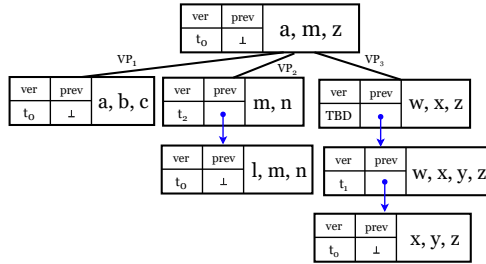 ver prev a, m, z
t₀ ⊥
VP₁ VP₂ VP₃
ver prev a, b, c
t₀ ⊥
ver prev m, n
t₂
ver prev w, x, z
TBD
ver prev l, m, n
t₀ ⊥
ver prev w, x, y, z
t₁
ver prev x, y, z
t₀ ⊥